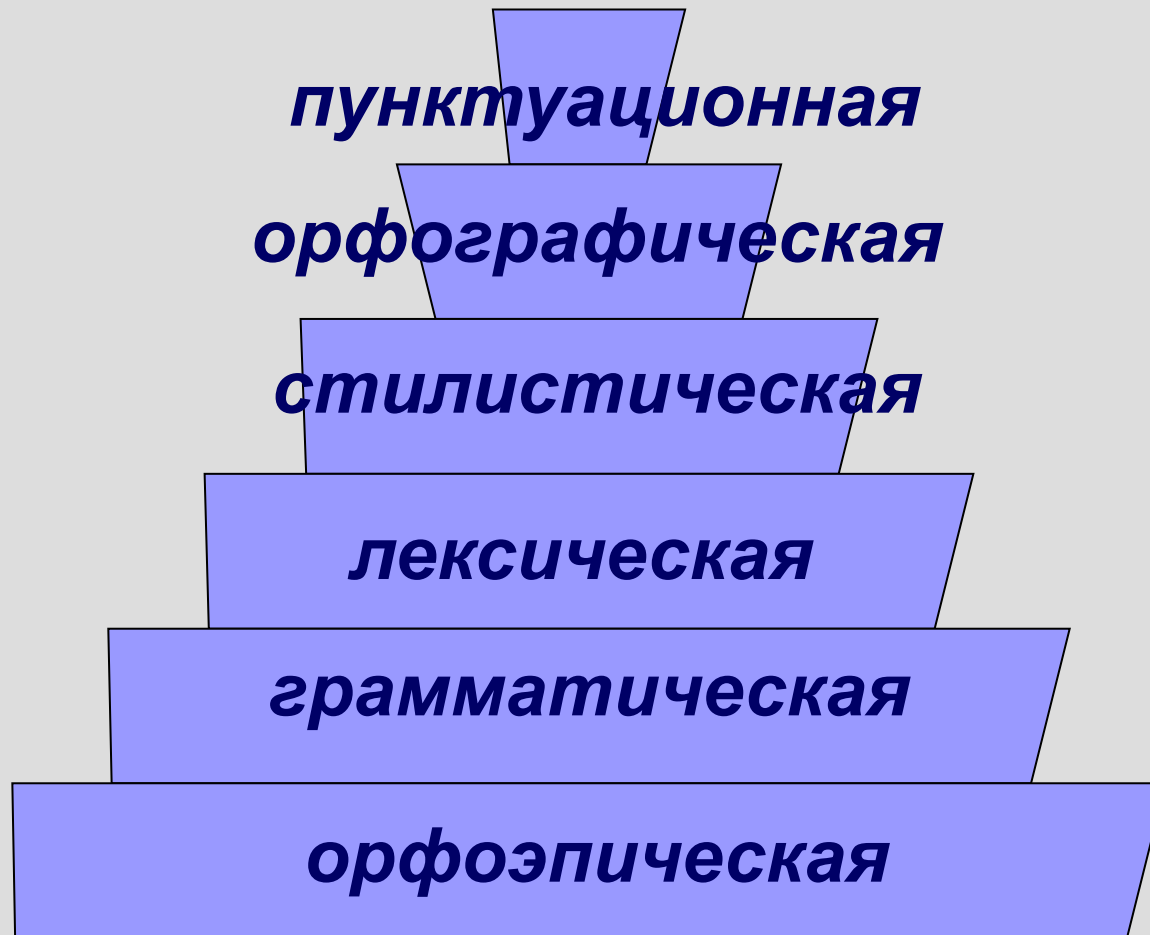 пунктуационная
орфографическая
стилистическая
лексическая
грамматическая
орфоэпическая